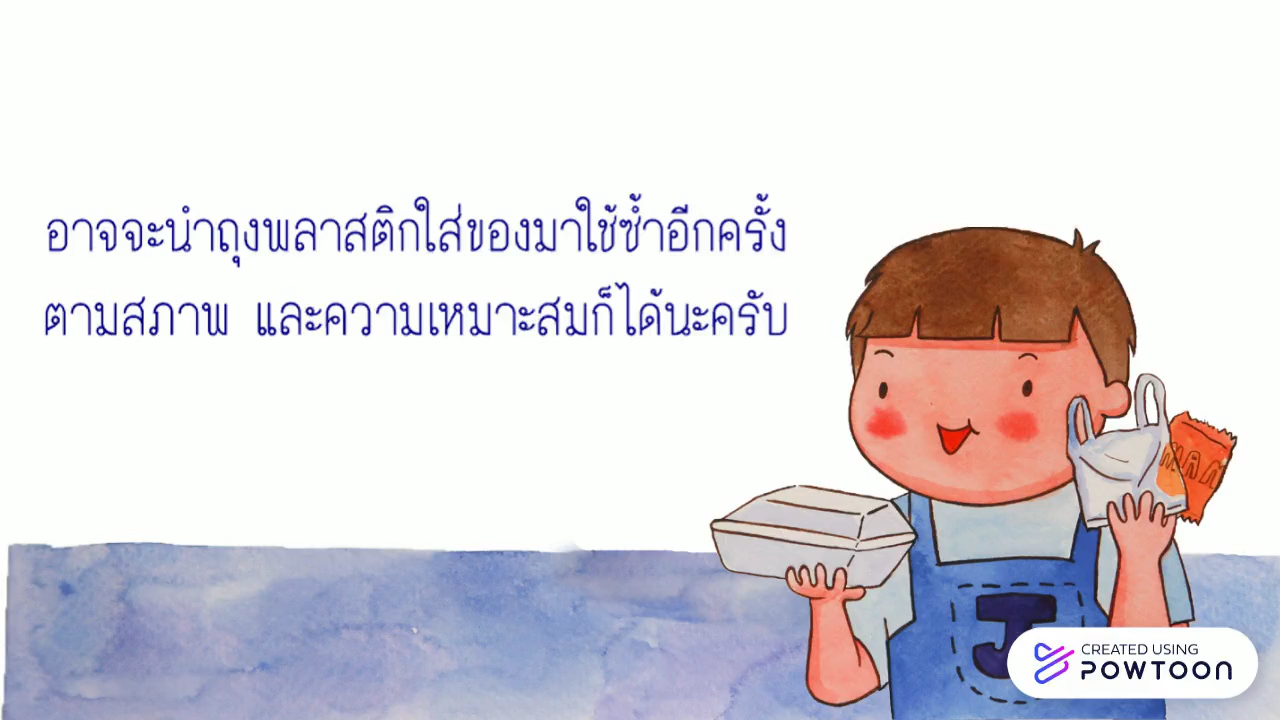 อาจจะนำถุงพลาสติกใส่ของมาใช้ซ้ำอีกครั้ง
ตามสภาพ และความเหมาะสมก็ได้นะครับ
J
CREATED USING
POWTOON